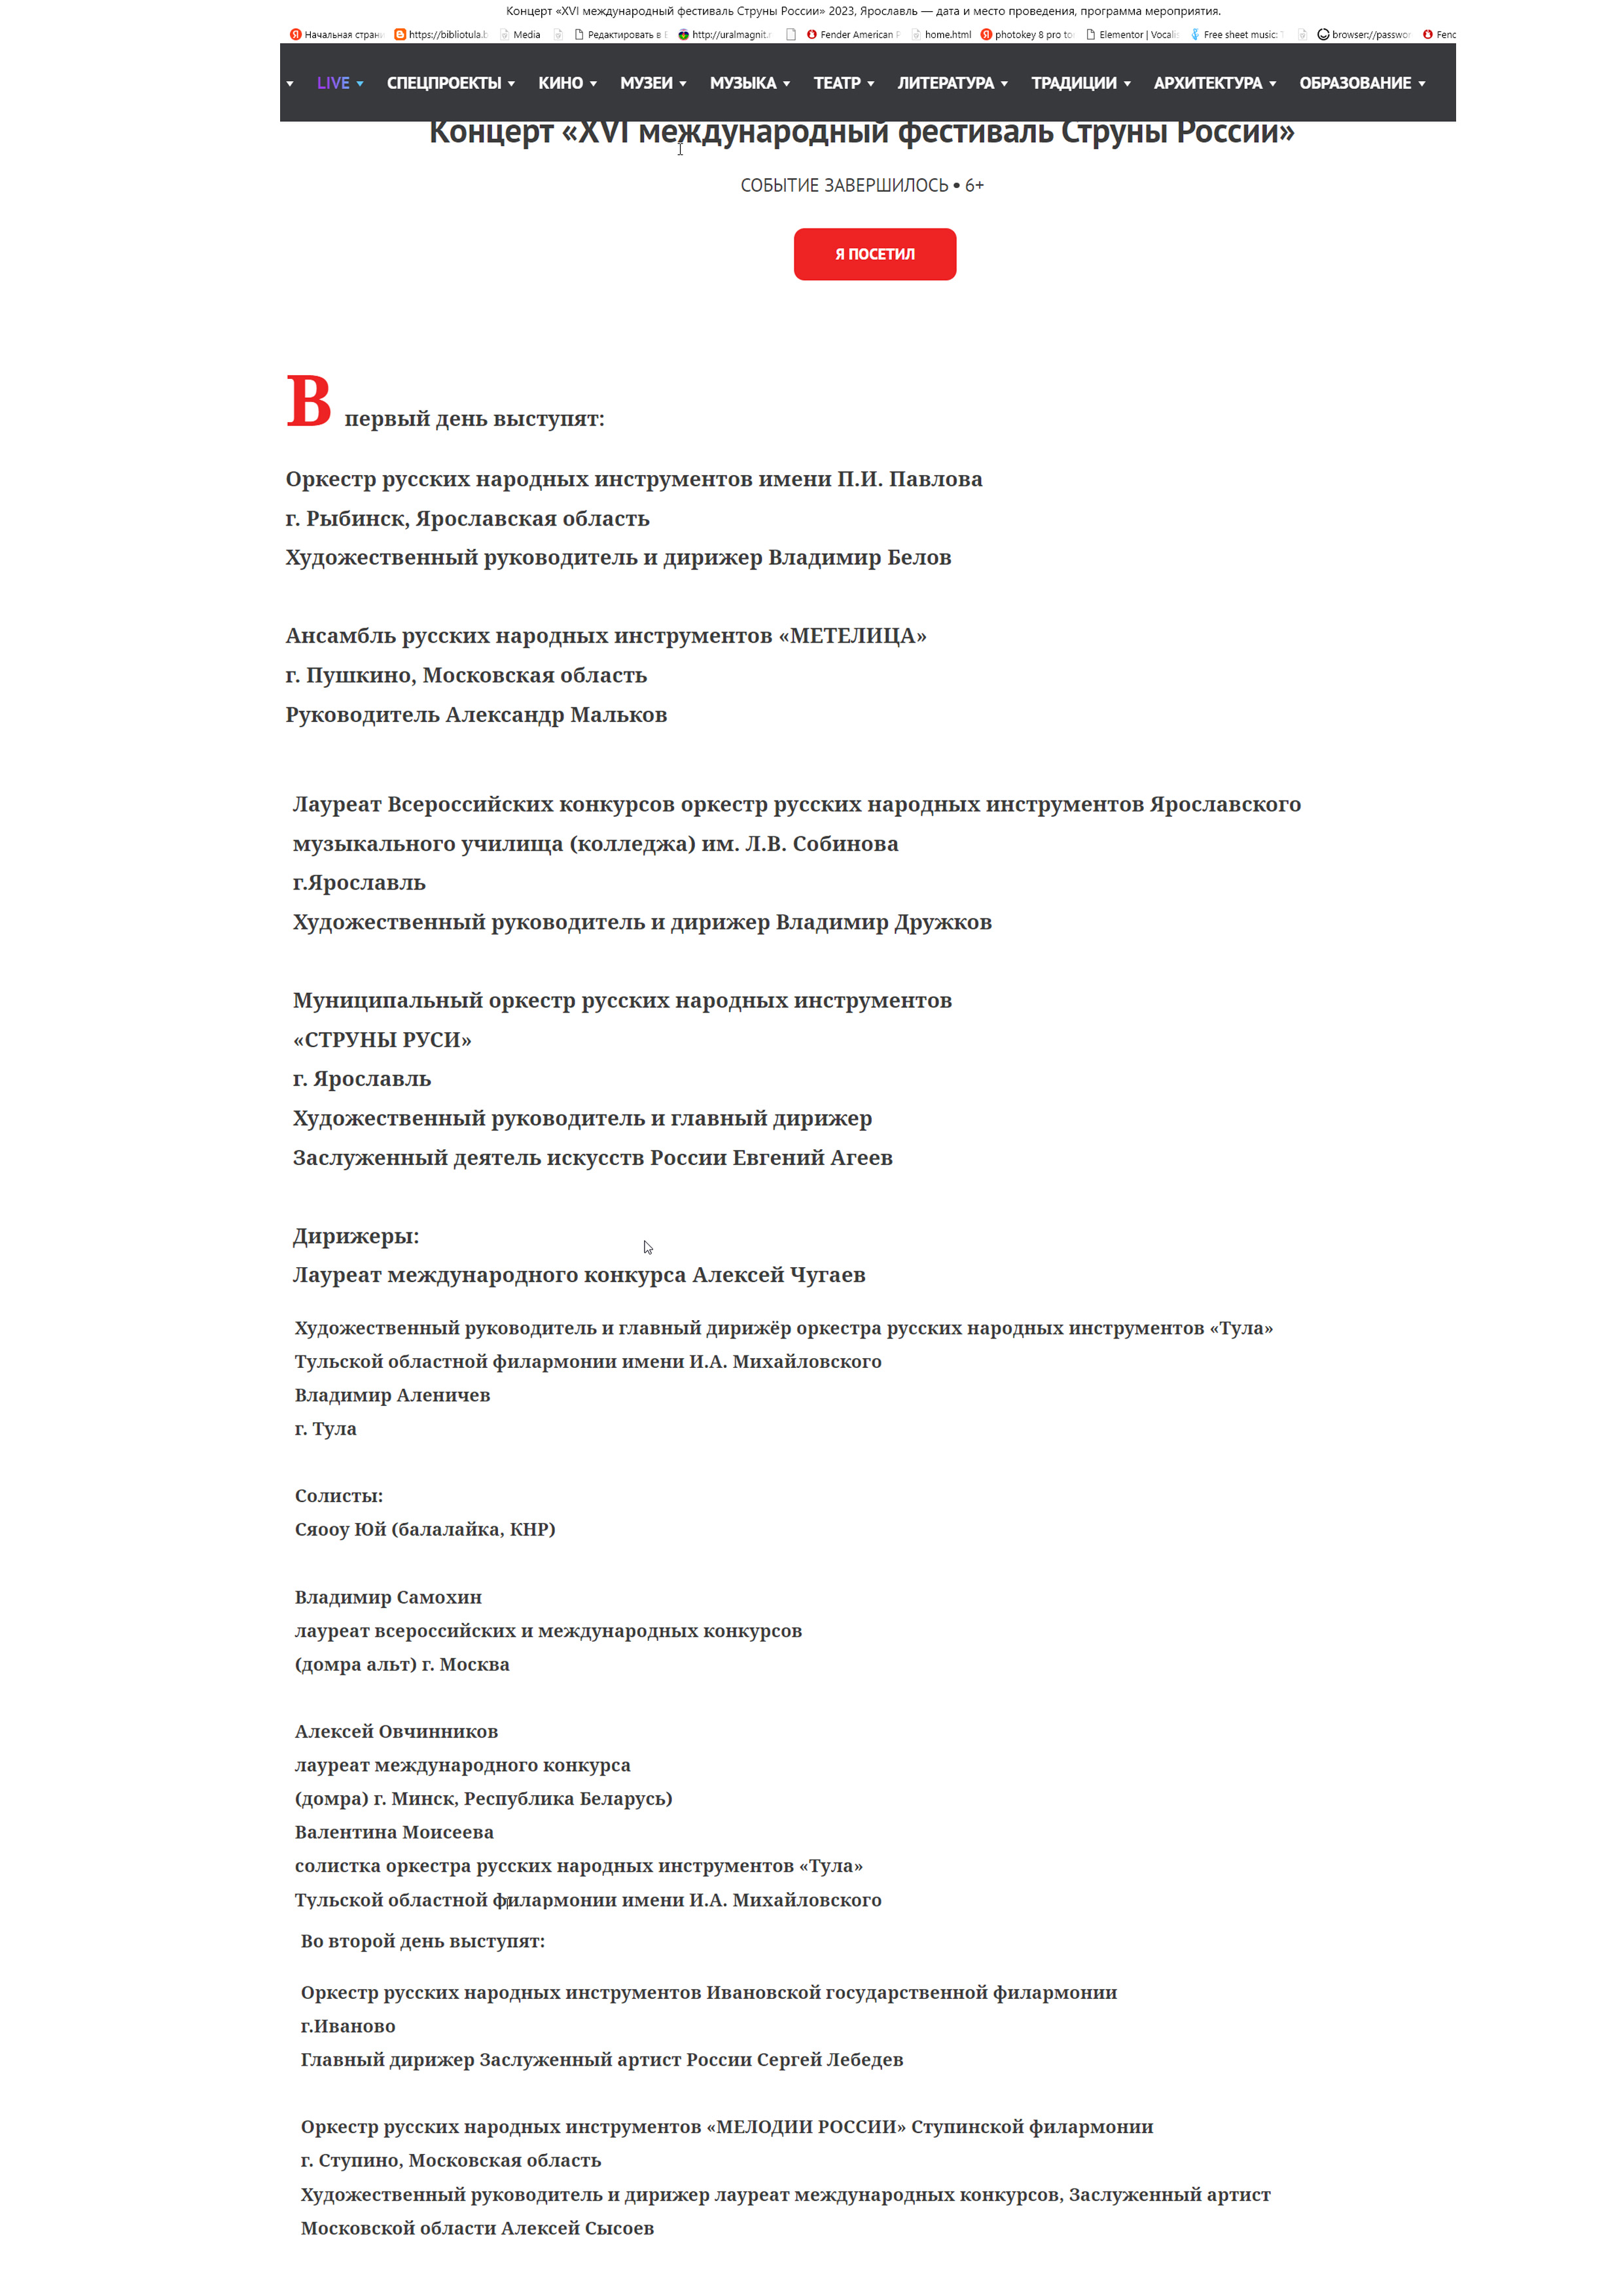 Концерт «XVI международный фестиваль Струны России» 2023, Ярославль — дата и место проведения, программа мероприятия.
Начальная страни https://bibliotula.b Media Редактировать в http://uralmagnit. Fender American home.html photokey 8 pro to Elementor | Vocali Free sheet music: browser://passwo Fend
LIVE СПЕЦПРОЕКТЫ КИНО МУЗЕИ МУЗЫКА ТЕАТР ЛИТЕРАТУРА ТРАДИЦИИ АРХИТЕКТУРА ОБРАЗОВАНИЕ
Концерт «XVI международный фестиваль Струны России»
СОБЫТИЕ ЗАВЕРШИЛОСЬ • 6+
Я ПОСЕТИЛ
В первый день выступят:
Оркестр русских народных инструментов имени П.И. Павлова
г. Рыбинск, Ярославская область
Художественный руководитель и дирижер Владимир Белов
Ансамбль русских народных инструментов «МЕТЕЛИЦА»
г. Пушкино, Московская область
Руководитель Александр Мальков
Лауреат Всероссийских конкурсов оркестр русских народных инструментов Ярославского
музыкального училища (колледжа) им. Л.В. Собинова
г.Ярославль
Художественный руководитель и дирижер Владимир Дружков
Муниципальный оркестр русских народных инструментов
«СТРУНЫ РУСИ»
г. Ярославль
Художественный руководитель и главный дирижер
Заслуженный деятель искусств России Евгений Агеев
Дирижеры:
Лауреат международного конкурса Алексей Чугаев
Художественный руководитель и главный дирижёр оркестра русских народных инструментов «Тула»
Тульской областной филармонии имени И.А. Михайловского
Владимир Аленичев
г. Тула
Солисты:
Сяооу Юй (балалайка, КНР)
Владимир Самохин
лауреат всероссийских и международных конкурсов
(домра альт) г. Москва
Алексей Овчинников
лауреат международного конкурса
(домра) г. Минск, Республика Беларусь)
Валентина Моисеева
солистка оркестра русских народных инструментов «Тула»
Тульской областной филармонии имени И.А. Михайловского
Во второй день выступят:
Оркестр русских народных инструментов Ивановской государственной филармонии
г.Иваново
Главный дирижер Заслуженный артист России Сергей Лебедев
Оркестр русских народных инструментов «МЕЛОДИИ РОССИИ» Ступинской филармонии
г. Ступино, Московская область
Художественный руководитель и дирижер лауреат международных конкурсов, Заслуженный артист
Московской области Алексей Сысоев